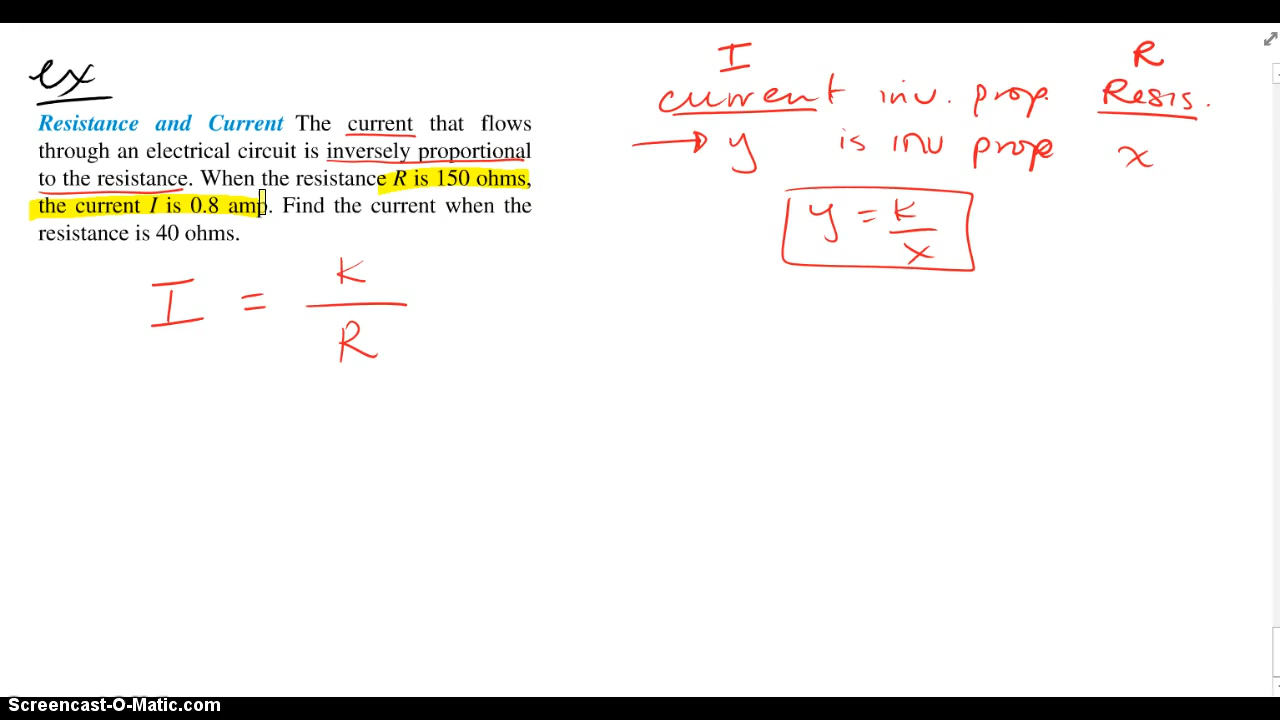 ex
Resistance and Current The current that flows
through an electrical circuit is inversely proportional
to the resistance. When the resistance R is 150 ohms,
the current I is 0.8 amp. Find the current when the
resistance is 40 ohms.
I = K
R
I R
current inv. prop. Resis.
→ y is inv prop x
y = K
x
Screencast-O-Matic.com